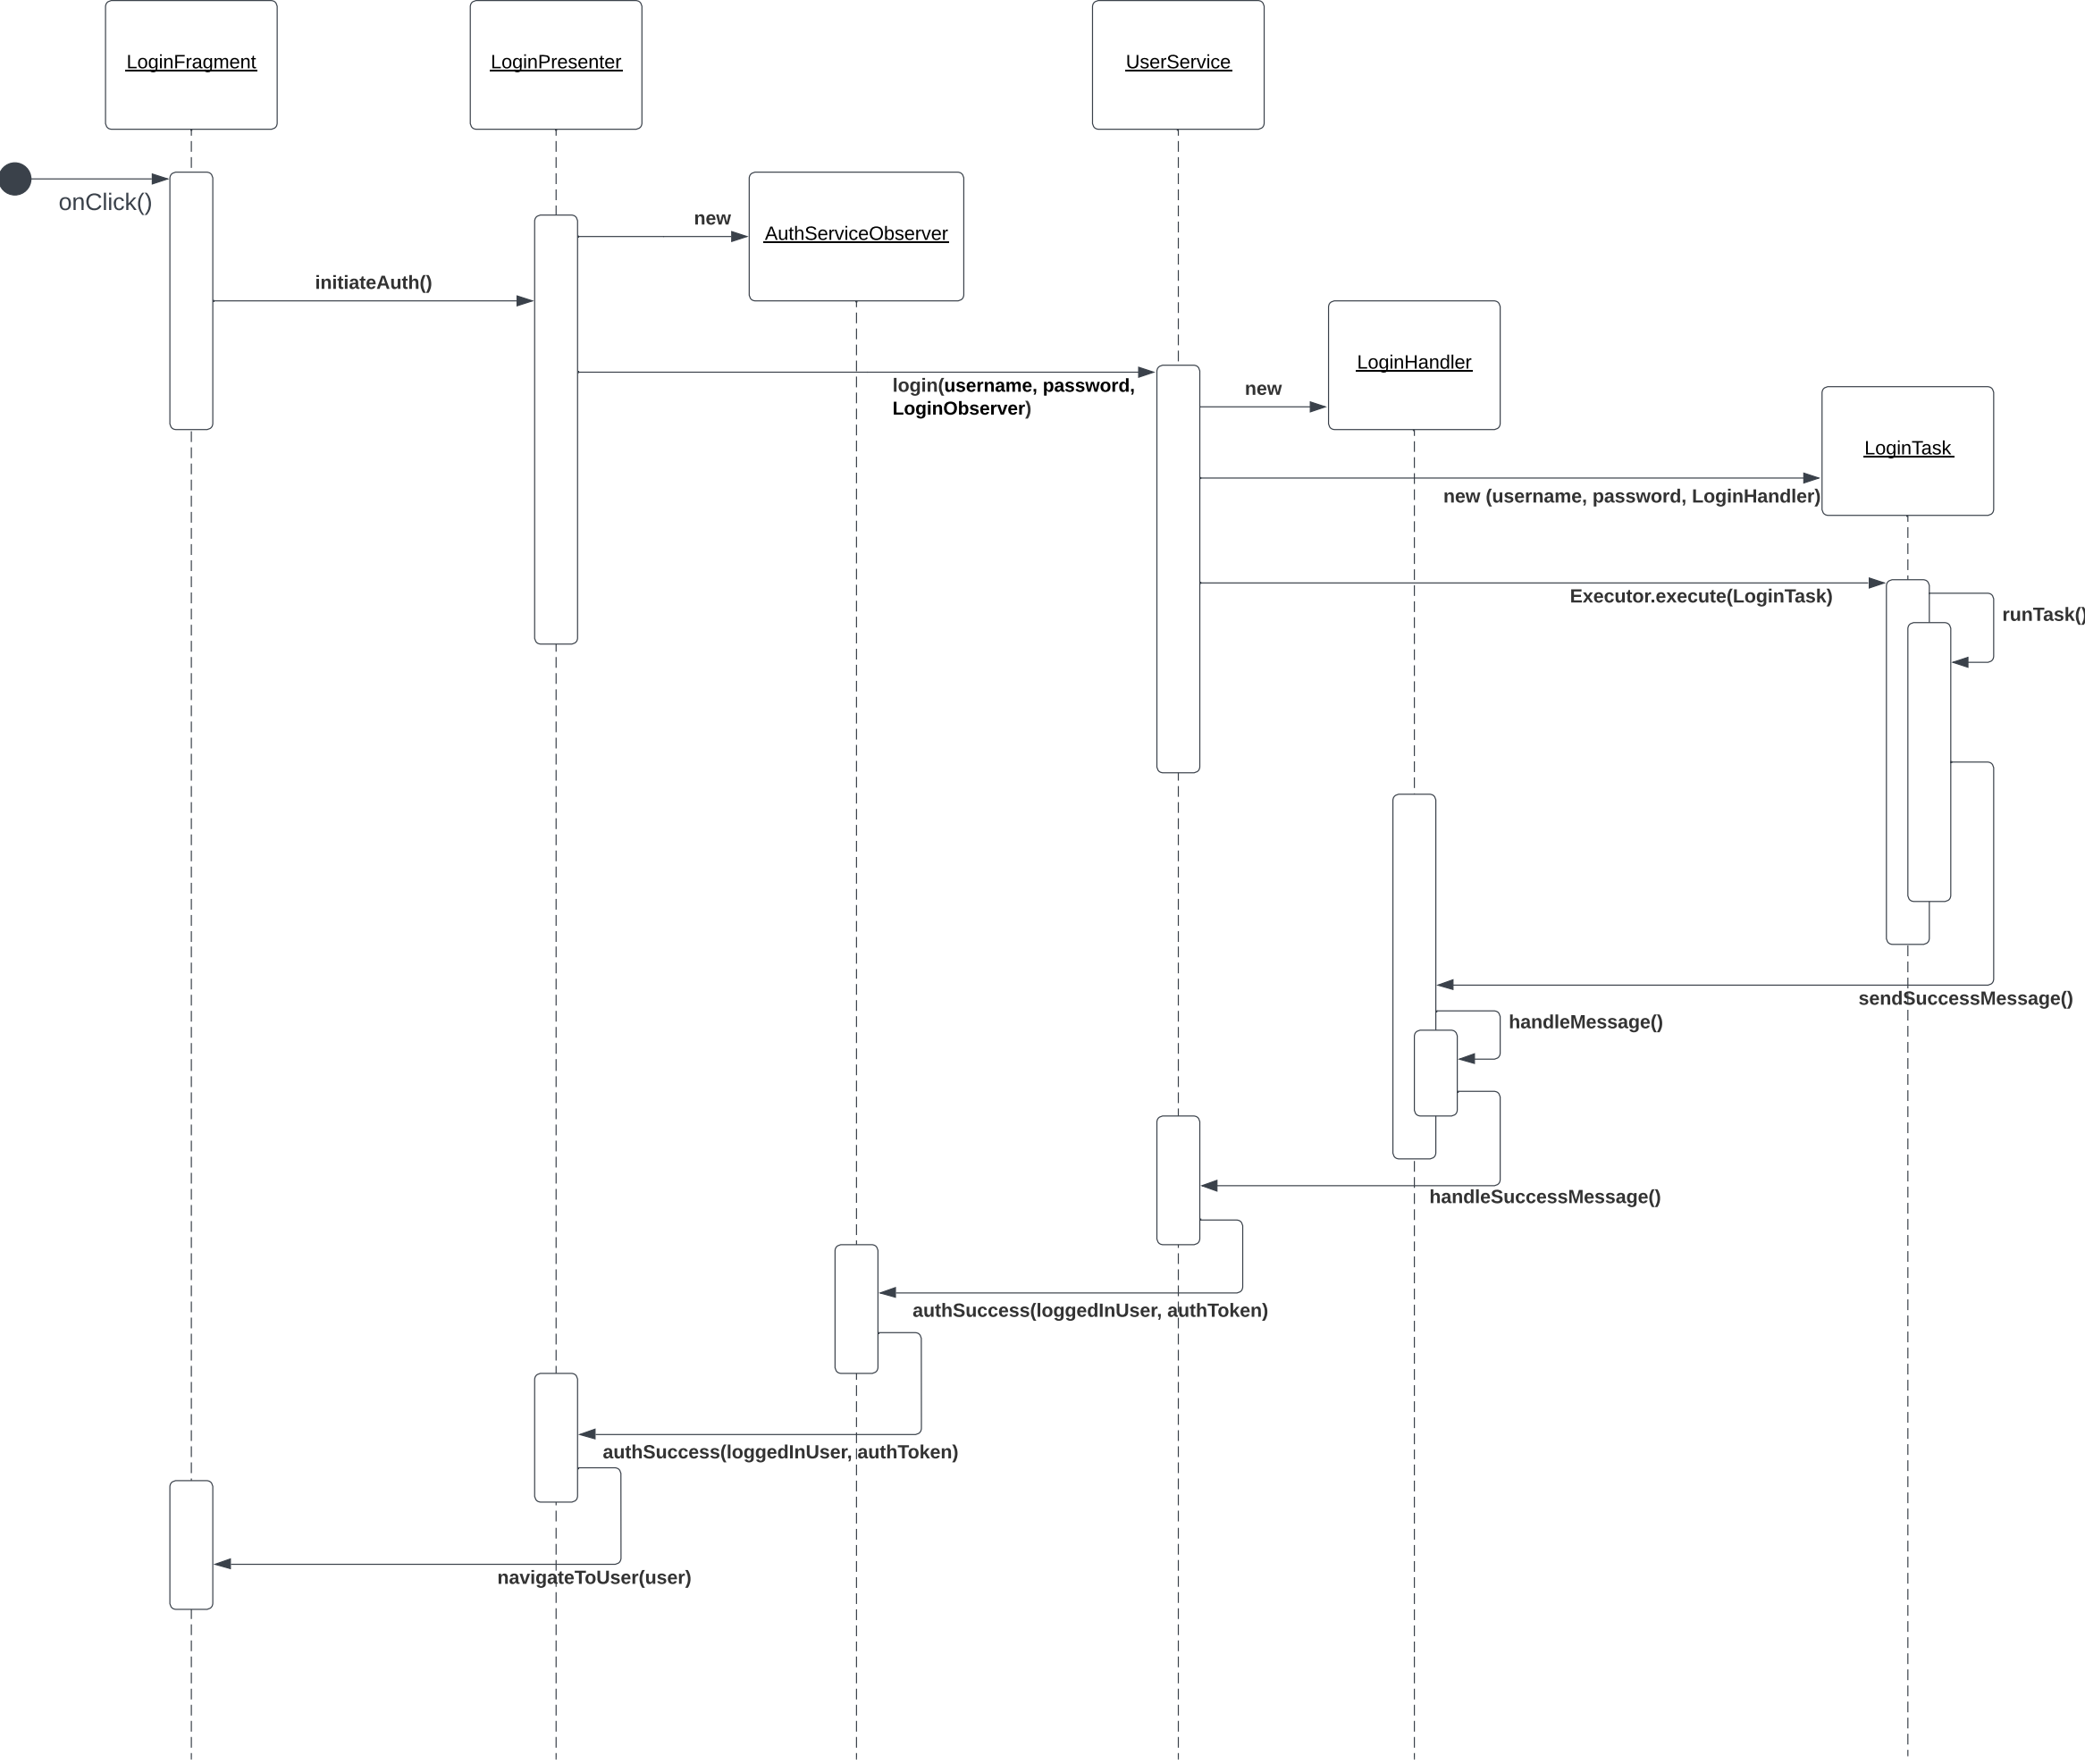 LoginFragment
LoginPresenter
UserService
onClick()
new
AuthServiceObserver
initiateAuth()
LoginHandler
login(username, password,
LoginObserver)
new
LoginTask
new (username, password, LoginHandler)
Executor.execute(LoginTask)
runTask()
sendSuccessMessage()
handleMessage()
handleSuccessMessage()
authSuccess(loggedInUser, authToken)
authSuccess(loggedInUser, authToken)
navigateToUser(user)